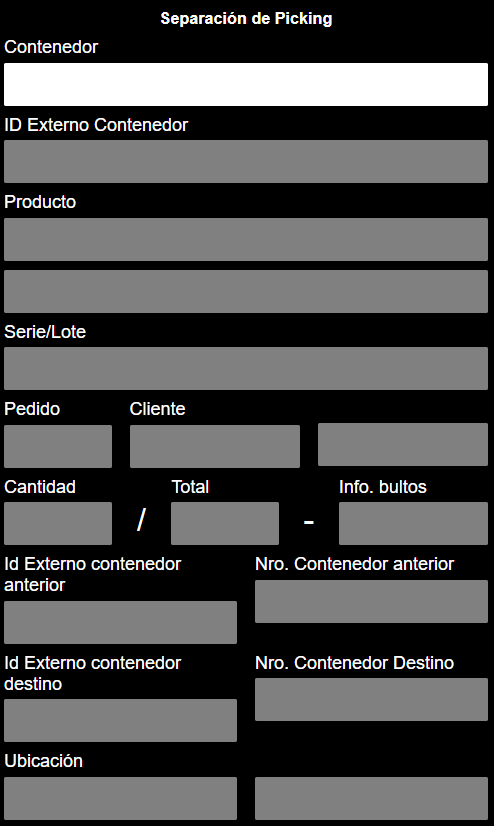 Separación de Picking
Contenedor
ID Externo Contenedor
Producto
Serie/Lote
Pedido Cliente
Cantidad Total Info. bultos
/ -
Id Externo contenedor
anterior
Nro. Contenedor anterior
Id Externo contenedor
destino
Nro. Contenedor Destino
Ubicación